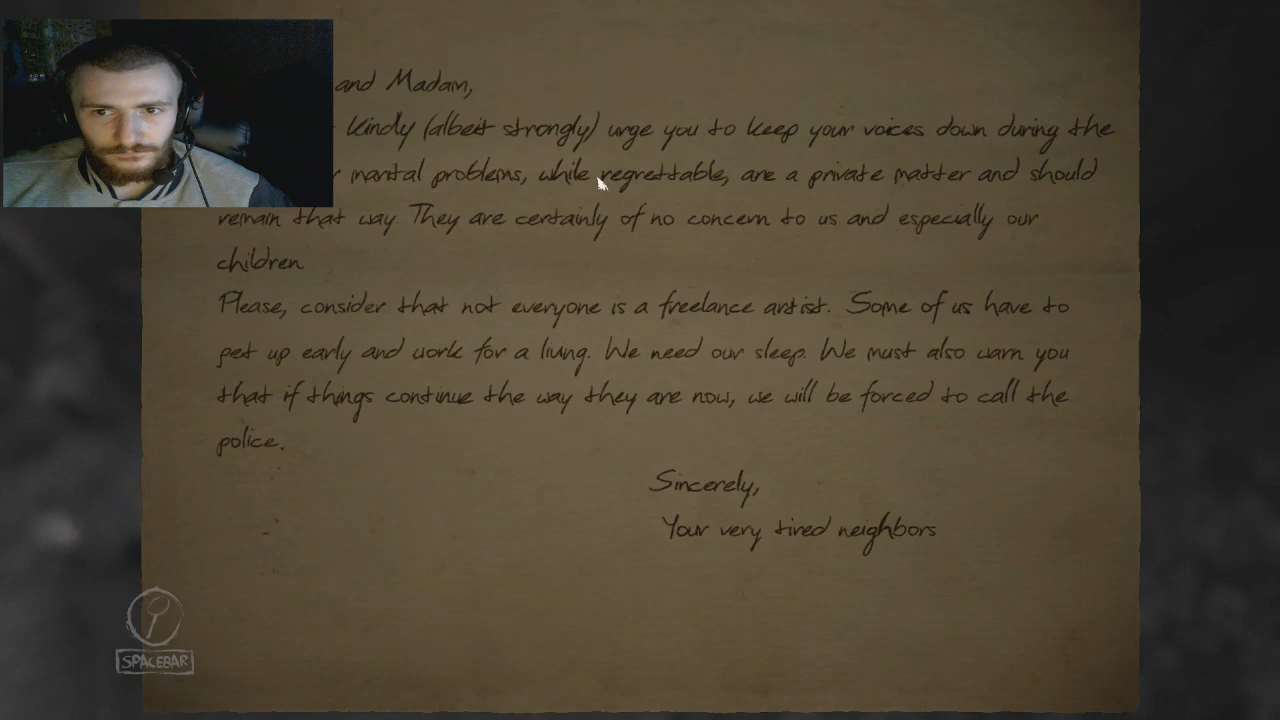 and Madam,
kindly (albeit strongly) urge you to keep your voices down during the
marital problems, while regrettable, are a private matter and should
remain that way. They are certainly of no concern to us and especially our
children.
Please, consider that not everyone is a freelance artist. Some of us have to
get up early and work for a living. We need our sleep. We must also warn you
that if things continue the way they are now, we will be forced to call the
police.
Sincerely,
Your very tired neighbors
SPACEBAR